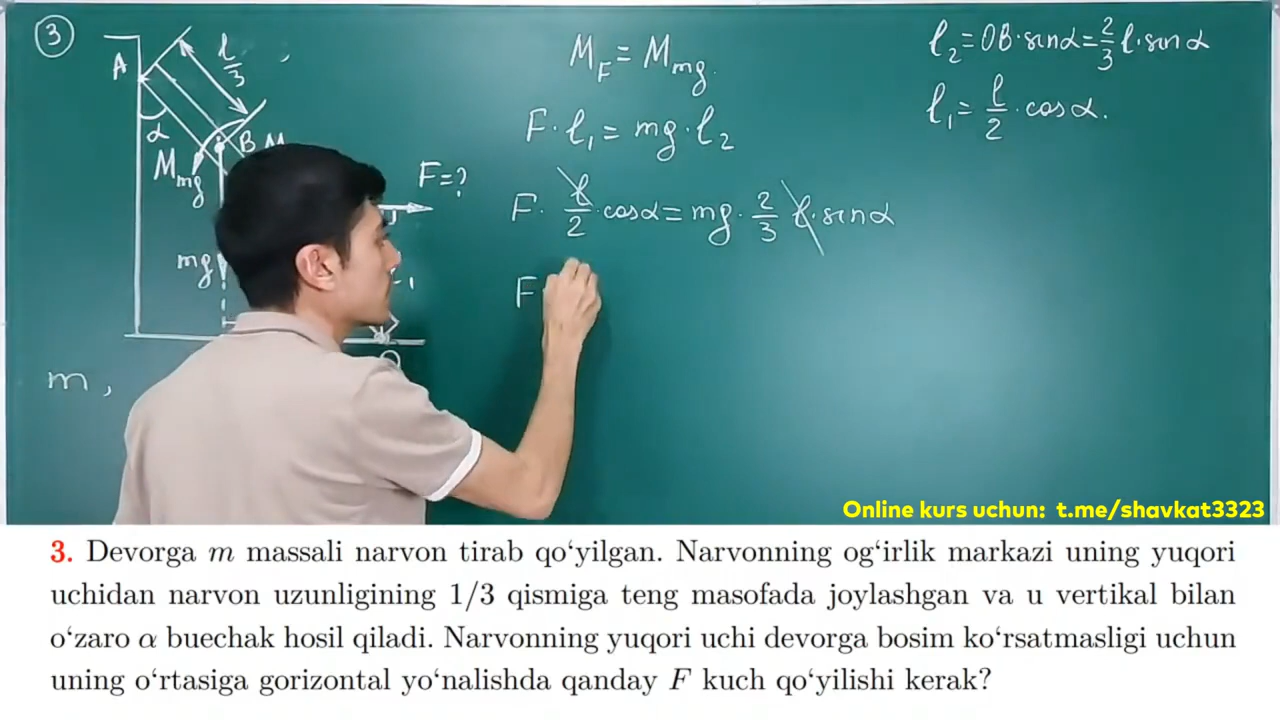 3
A
l/3
α
B
M
M_mg
F=?
mg
m,
M_F = M_mg.
F · l₁ = mg · l₂
F · l/2 · cosα = mg · 2/3 l · sinα
F
l₂ = OB · sinα = 2/3 l · sinα
l₁ = l/2 · cosα.
Online kurs uchun: t.me/shavkat3323
3. Devorga m massali narvon tirab qo‘yilgan. Narvonning og‘irlik markazi uning yuqori
uchidan narvon uzunligining 1/3 qismiga teng masofada joylashgan va u vertikal bilan
o‘zaro α buechak hosil qiladi. Narvonning yuqori uchi devorga bosim ko‘rsatmasligi uchun
uning o‘rtasiga gorizontal yo‘nalishda qanday F kuch qo‘yilishi kerak?